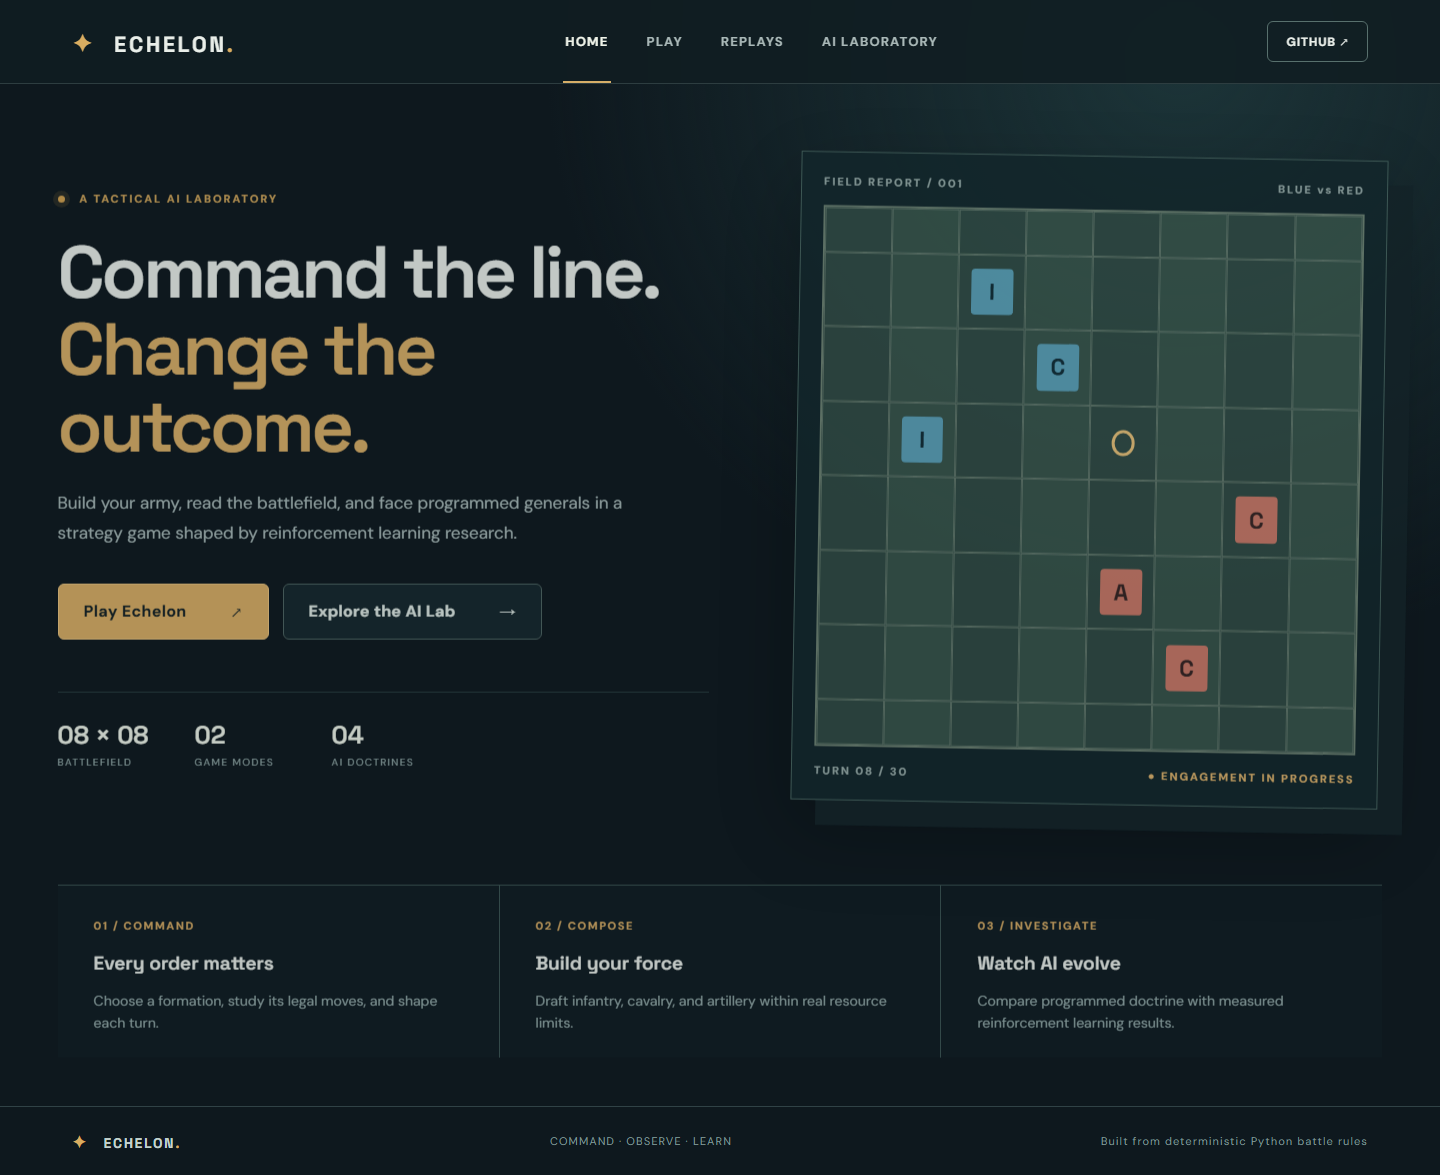 ECHELON.
HOME
PLAY
REPLAYS
AI LABORATORY
GITHUB ↗
A TACTICAL AI LABORATORY
Command the line.
Change the
outcome.
Build your army, read the battlefield, and face programmed generals in a
strategy game shaped by reinforcement learning research.
Play Echelon ↗
Explore the AI Lab →
08 × 08
BATTLEFIELD
02
GAME MODES
04
AI DOCTRINES
FIELD REPORT / 001
BLUE vs RED
I
C
I
C
A
C
TURN 08 / 30
● ENGAGEMENT IN PROGRESS
01 / COMMAND
Every order matters
Choose a formation, study its legal moves, and shape
each turn.
02 / COMPOSE
Build your force
Draft infantry, cavalry, and artillery within real resource
limits.
03 / INVESTIGATE
Watch AI evolve
Compare programmed doctrine with measured
reinforcement learning results.
ECHELON.
COMMAND · OBSERVE · LEARN
Built from deterministic Python battle rules